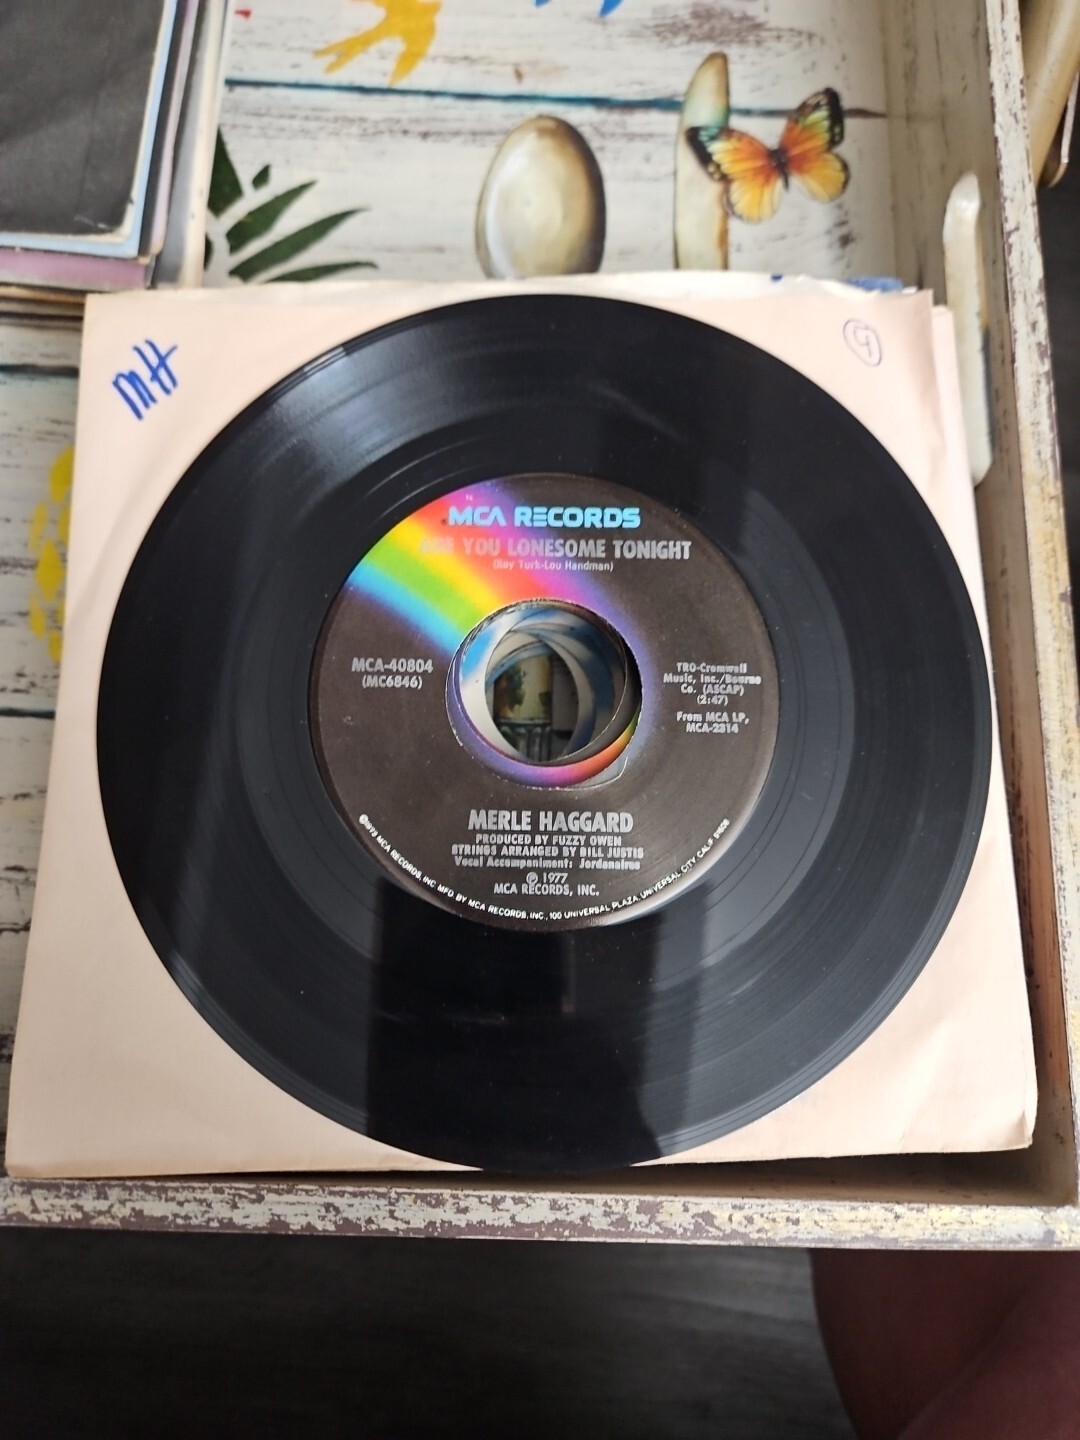 MH
9
MCA RECORDS
ARE YOU LONESOME TONIGHT
(Roy Turk-Lou Handman)
MCA-40804
(MC6846)
TRO-Cromwell
Music, Inc./Bourne
Co. (ASCAP)
(2:47)
From MCA LP,
MCA-2314
MERLE HAGGARD
PRODUCED BY FUZZY OWEN
STRINGS ARRANGED BY BILL JUSTIS
Vocal Accompaniment: Jordanaires
℗ 1977
MCA RECORDS, INC.
©1973 MCA RECORDS, INC. MFD BY MCA RECORDS, INC., 100 UNIVERSAL PLAZA, UNIVERSAL CITY, CALIF. 91608